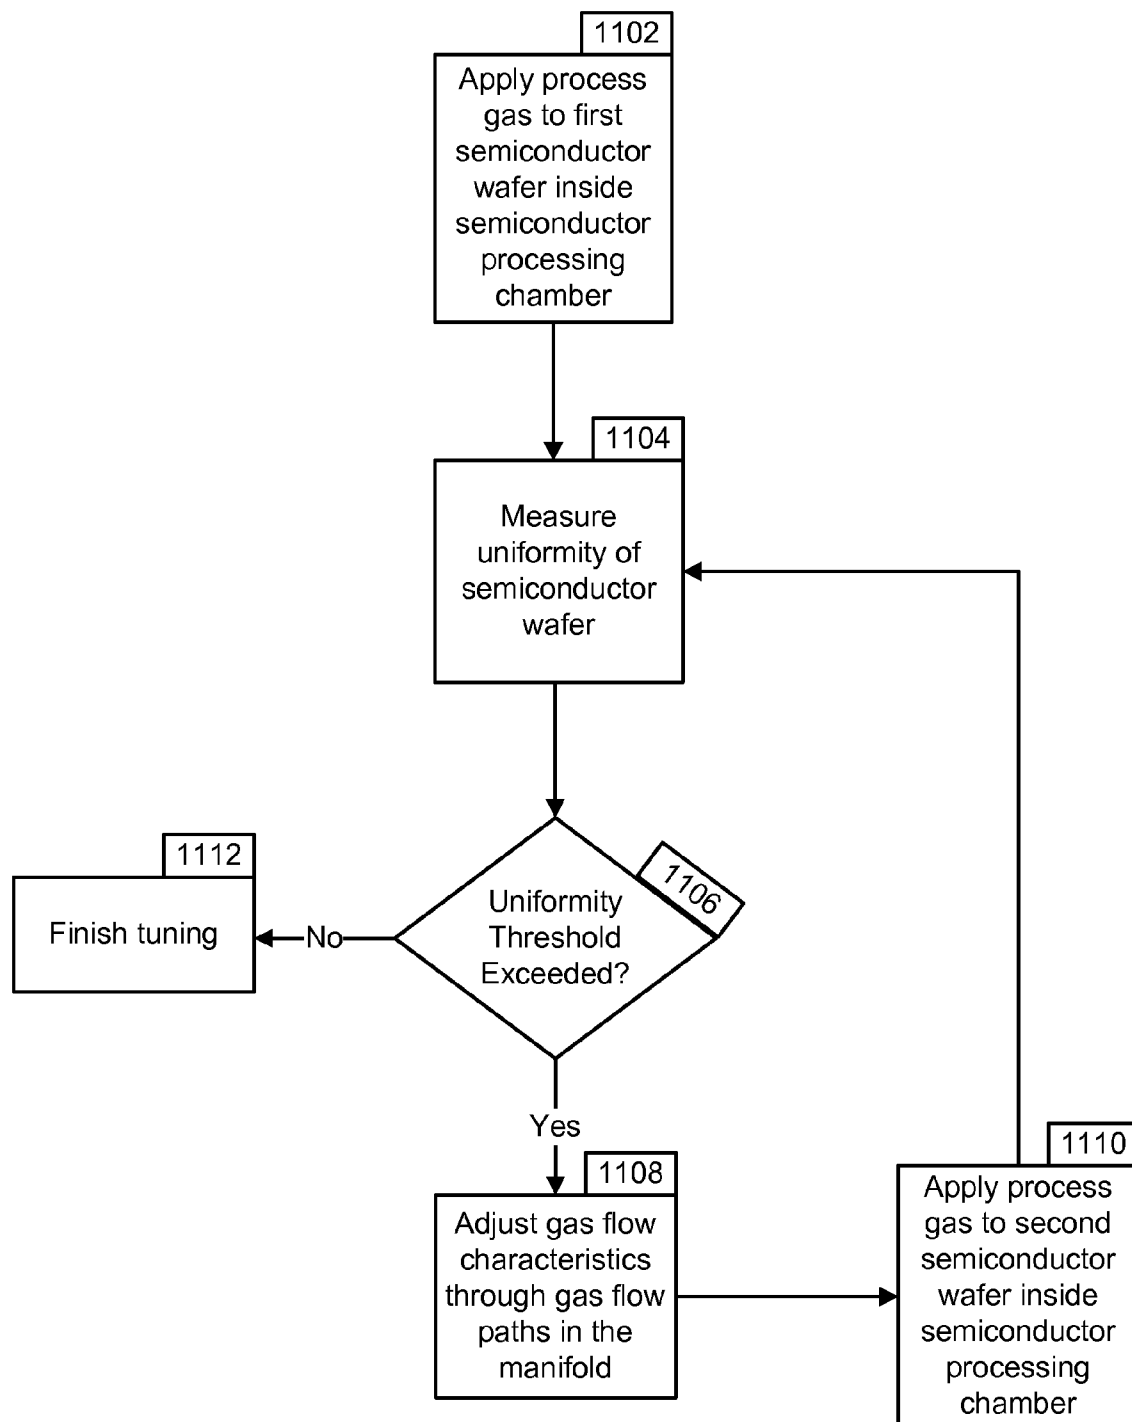 1102
Apply process
gas to first
semiconductor
wafer inside
semiconductor
processing
chamber
1104
Measure
uniformity of
semiconductor
wafer
1112
Finish tuning
No
1106
Uniformity
Threshold
Exceeded?
Yes
1108
Adjust gas flow
characteristics
through gas flow
paths in the
manifold
1110
Apply process
gas to second
semiconductor
wafer inside
semiconductor
processing
chamber